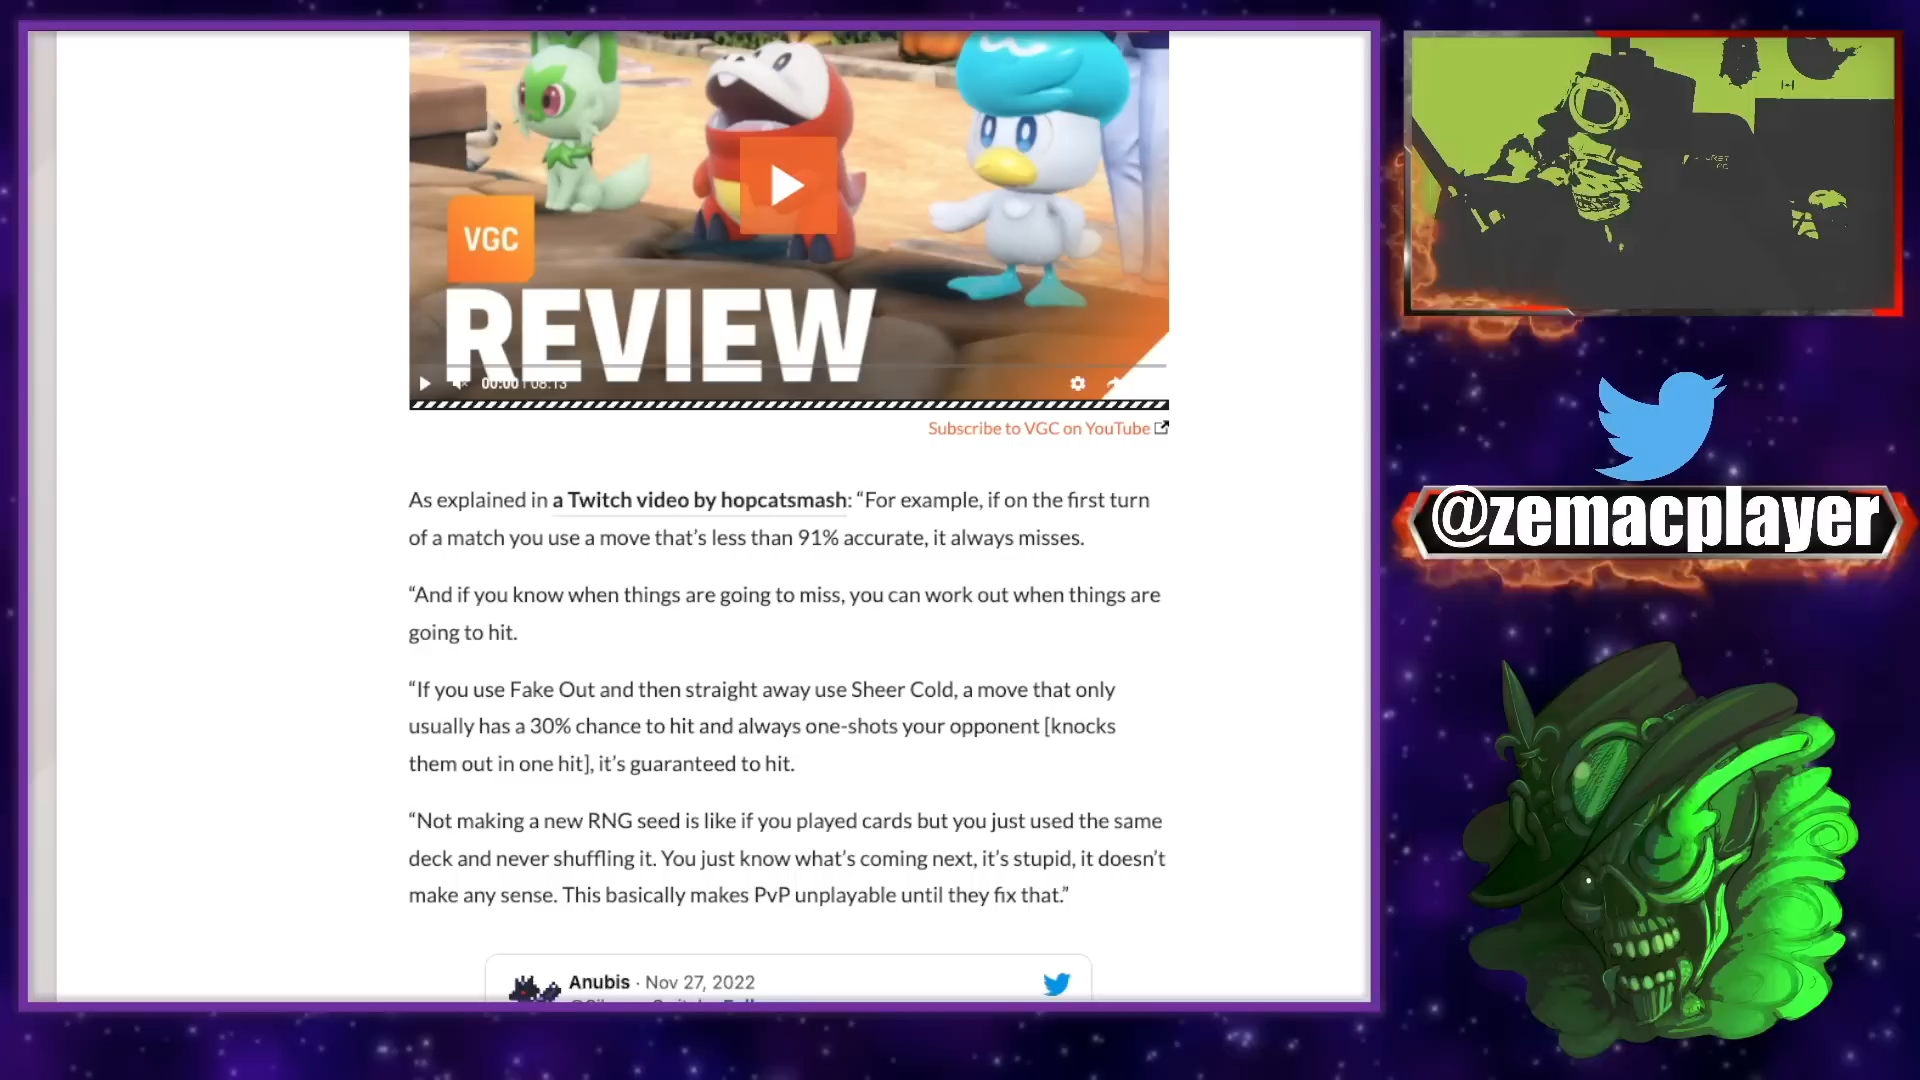 VGC
REVIEW
00:00 / 08:13
Subscribe to VGC on YouTube
As explained in a Twitch video by hopcatsmash: “For example, if on the first turn
of a match you use a move that’s less than 91% accurate, it always misses.
“And if you know when things are going to miss, you can work out when things are
going to hit.
“If you use Fake Out and then straight away use Sheer Cold, a move that only
usually has a 30% chance to hit and always one-shots your opponent [knocks
them out in one hit], it’s guaranteed to hit.
“Not making a new RNG seed is like if you played cards but you just used the same
deck and never shuffling it. You just know what’s coming next, it’s stupid, it doesn’t
make any sense. This basically makes PvP unplayable until they fix that.”
Anubis · Nov 27, 2022
@zemacplayer